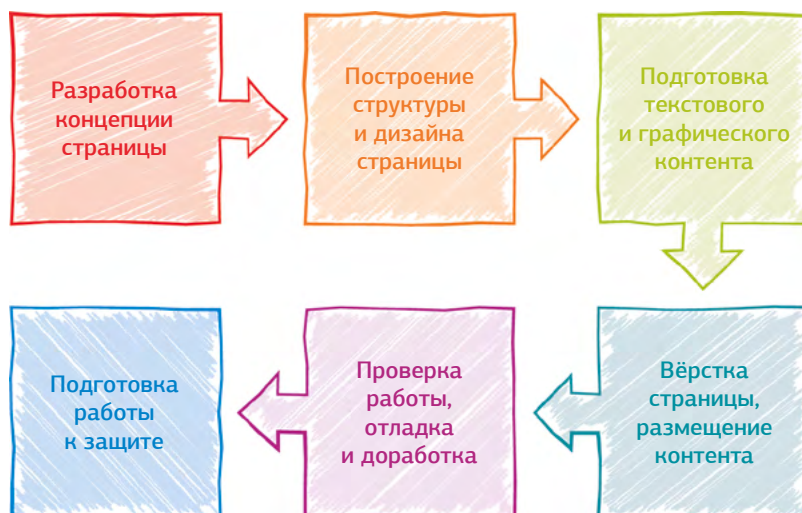 Разработка
концепции
страницы
Построение
структуры
и дизайна
страницы
Подготовка
текстового
и графического
контента
Вёрстка
страницы,
размещение
контента
Проверка
работы,
отладка
и доработка
Подготовка
работы
к защите